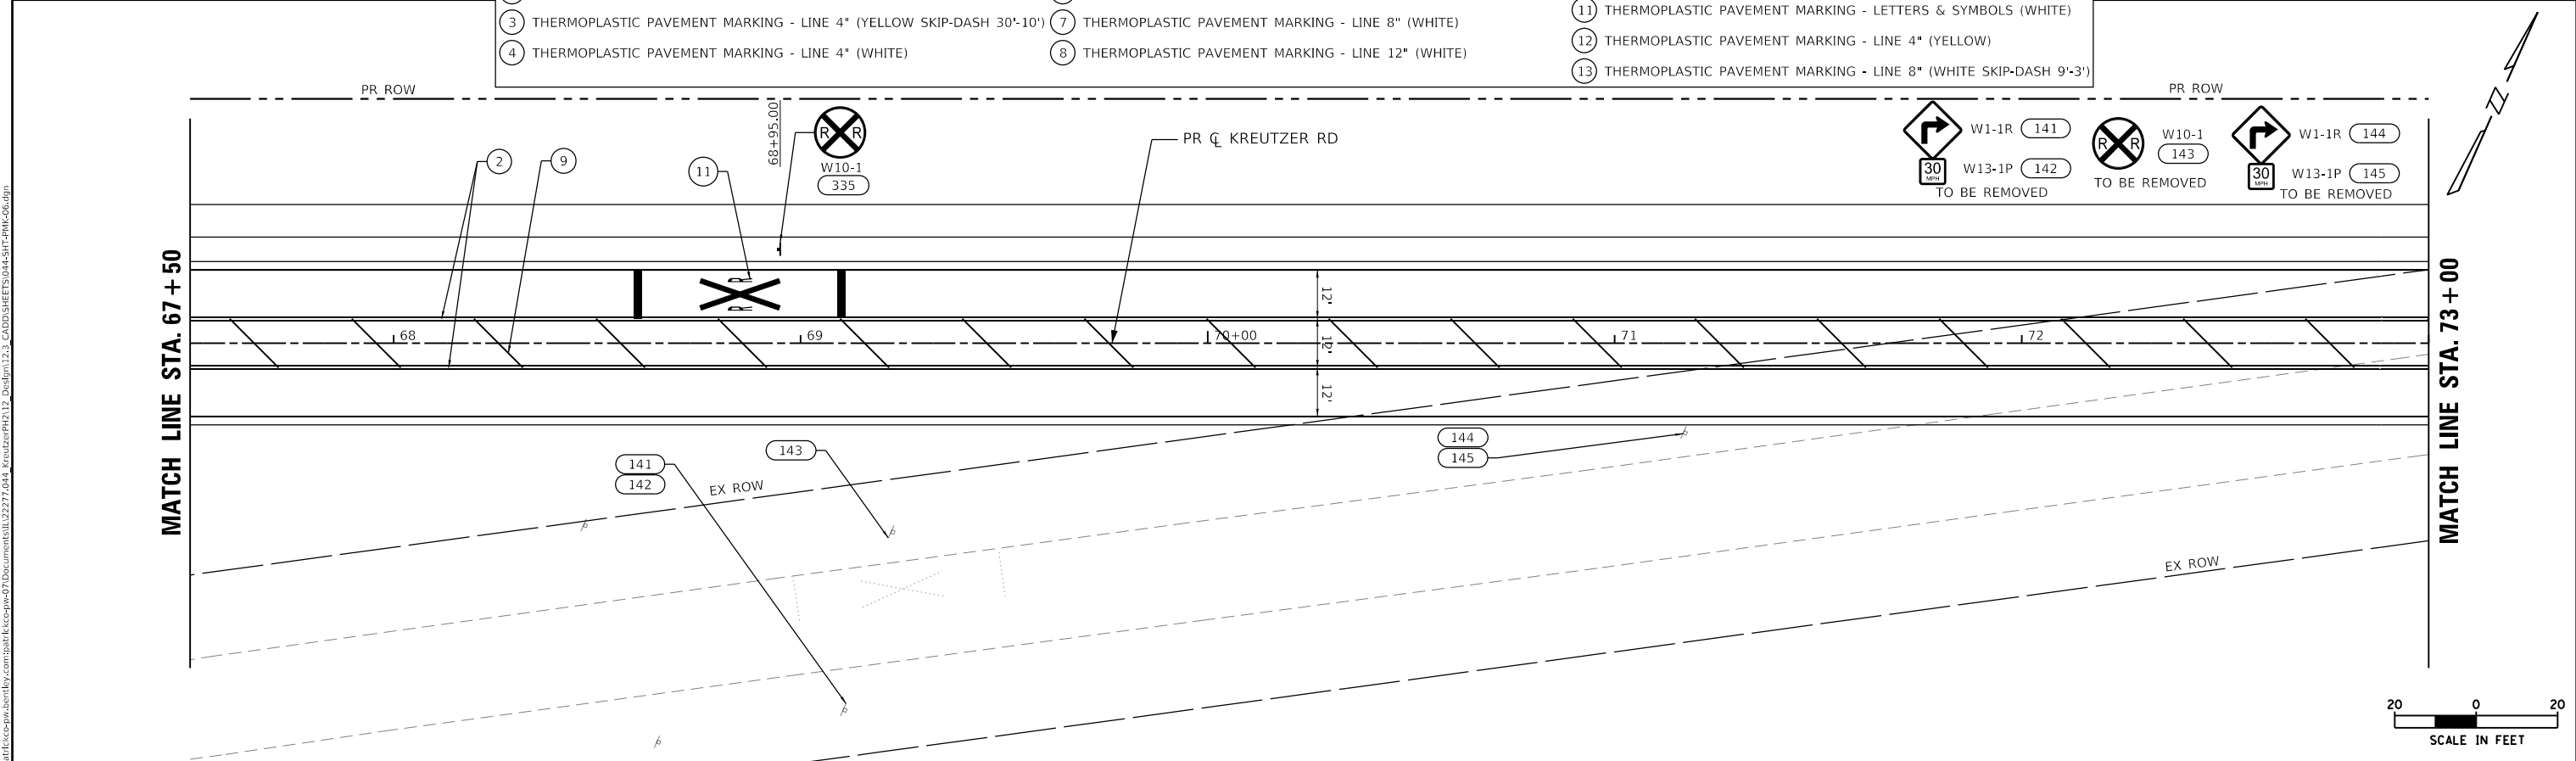 3 THERMOPLASTIC PAVEMENT MARKING - LINE 4" (YELLOW SKIP-DASH 30'-10')
4 THERMOPLASTIC PAVEMENT MARKING - LINE 4" (WHITE)
7 THERMOPLASTIC PAVEMENT MARKING - LINE 8" (WHITE)
8 THERMOPLASTIC PAVEMENT MARKING - LINE 12" (WHITE)
11 THERMOPLASTIC PAVEMENT MARKING - LETTERS & SYMBOLS (WHITE)
12 THERMOPLASTIC PAVEMENT MARKING - LINE 4" (YELLOW)
13 THERMOPLASTIC PAVEMENT MARKING - LINE 8" (WHITE SKIP-DASH 9'-3')
PR ROW
PR ROW
68+95.00
R R
W10-1
335
2
9
11
PR ℄ KREUTZER RD
W1-1R 141
30
MPH
W13-1P 142
TO BE REMOVED
R R
W10-1
143
TO BE REMOVED
W1-1R 144
30
MPH
W13-1P 145
TO BE REMOVED
MATCH LINE STA. 67+50
R
R
12'
12'
12'
68
69
70+00
71
72
MATCH LINE STA. 73+00
141
142
143
144
145
EX ROW
EX ROW
20 0 20
SCALE IN FEET